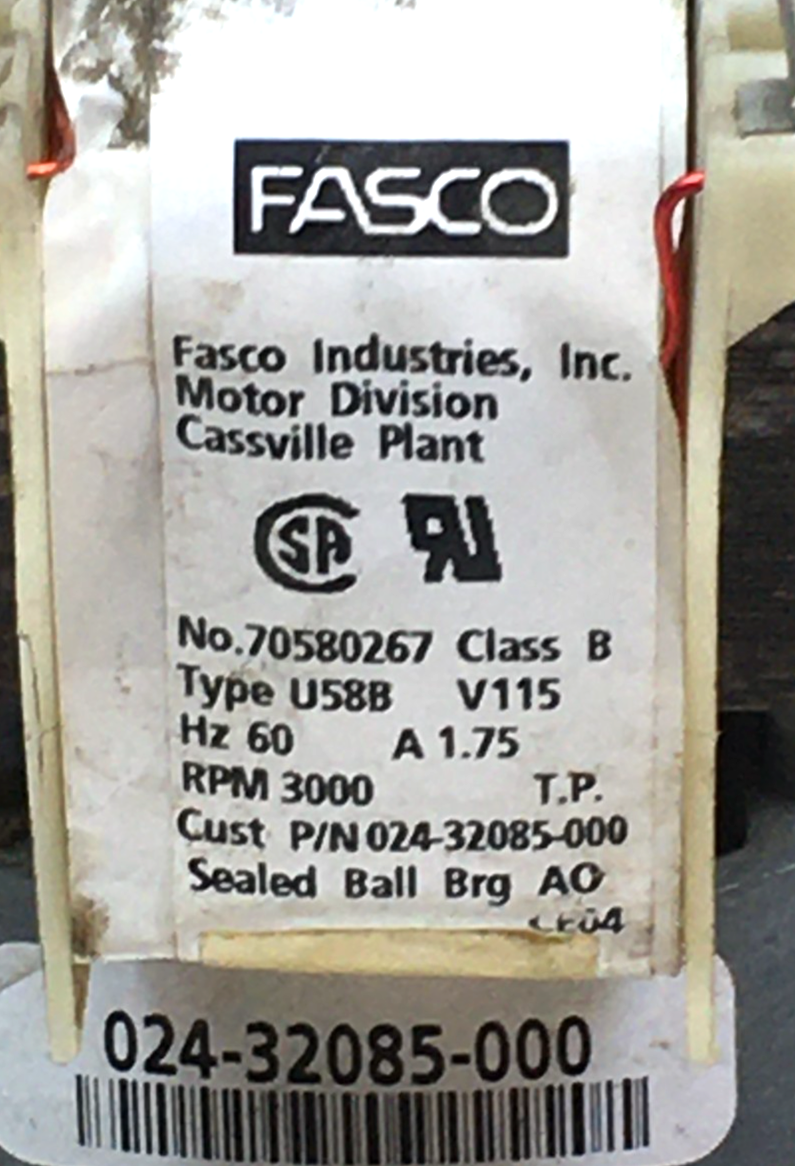 FASCO
Fasco Industries, Inc.
Motor Division
Cassville Plant
No.70580267 Class B
Type U58B V115
Hz 60 A 1.75
RPM 3000 T.P.
Cust P/N 024-32085-000
Sealed Ball Brg AO
024-32085-000